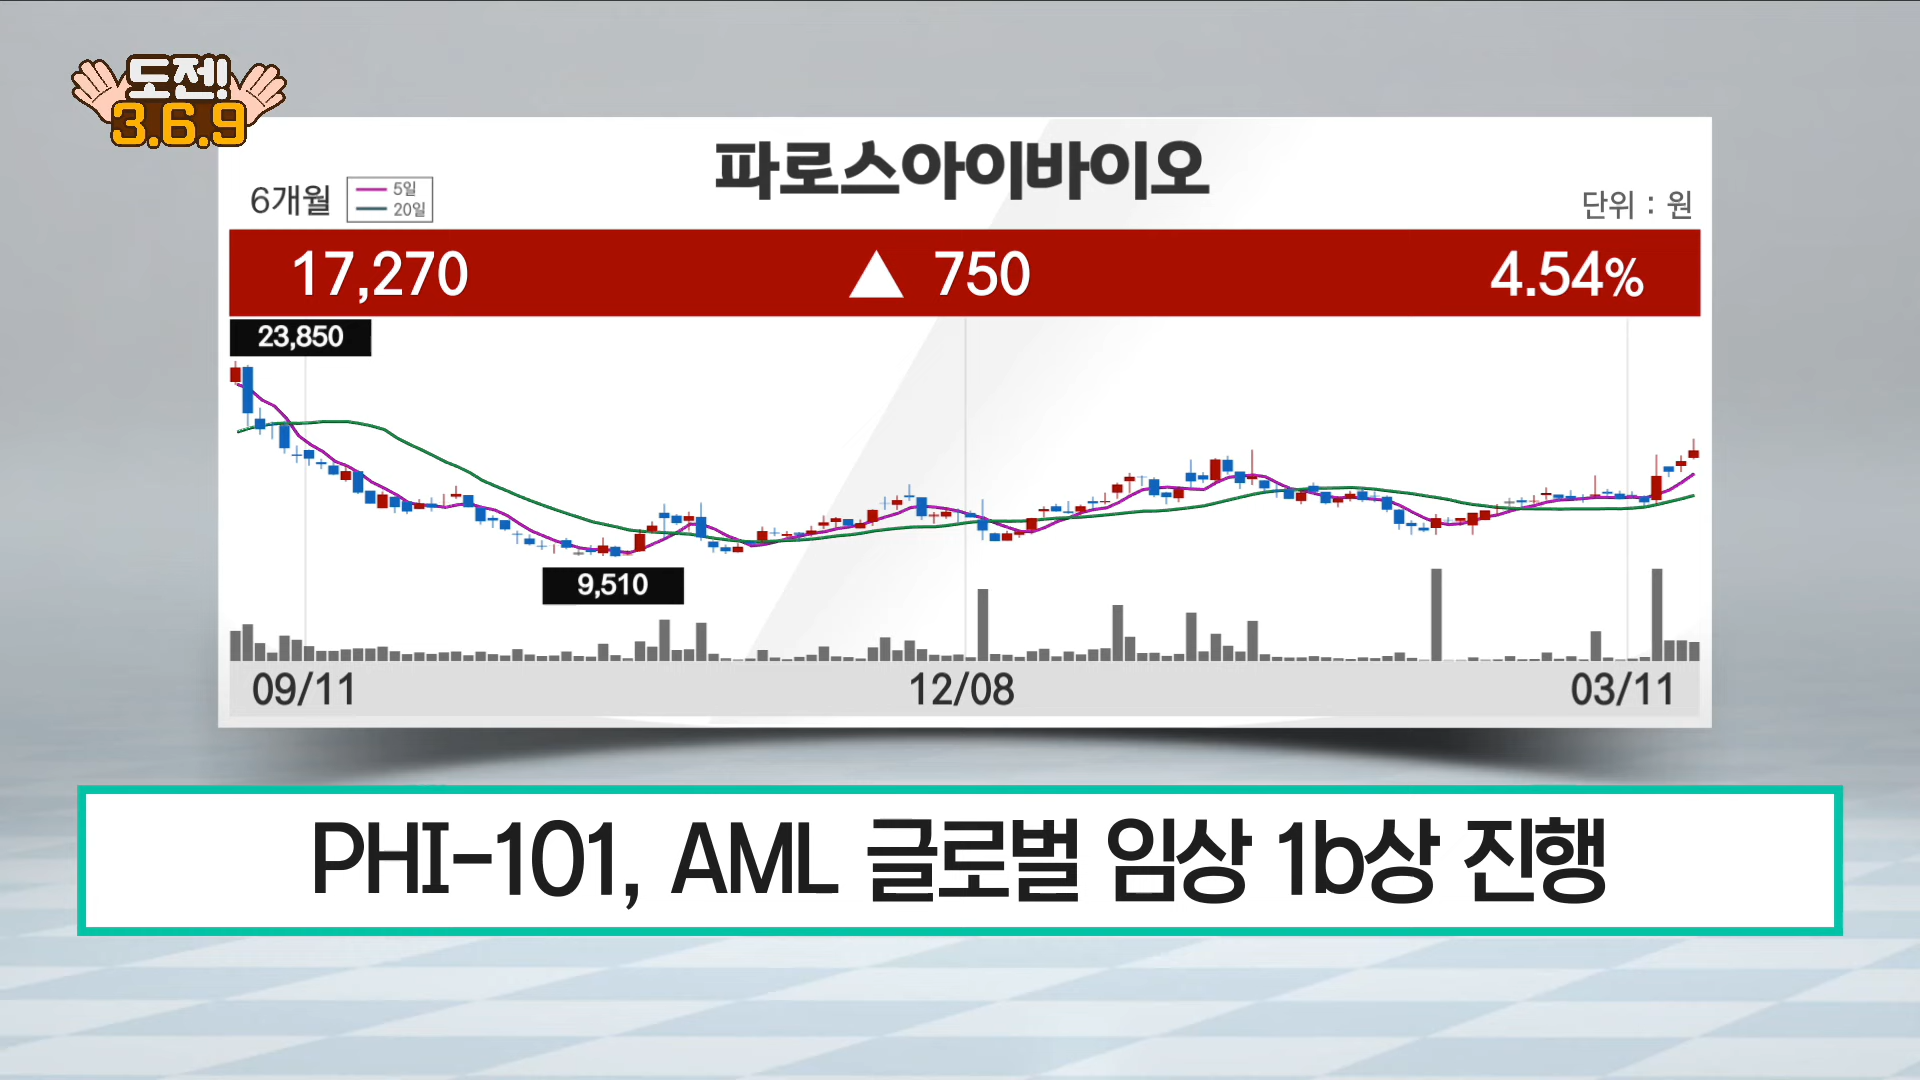 도젠!
3.6.9
파로스아이바이오
6개월
5일
20일
단위 : 원
17,270 ▲ 750 4.54%
23,850
9,510
09/11 12/08 03/11
PHI-101, AML 글로벌 임상 1b상 진행